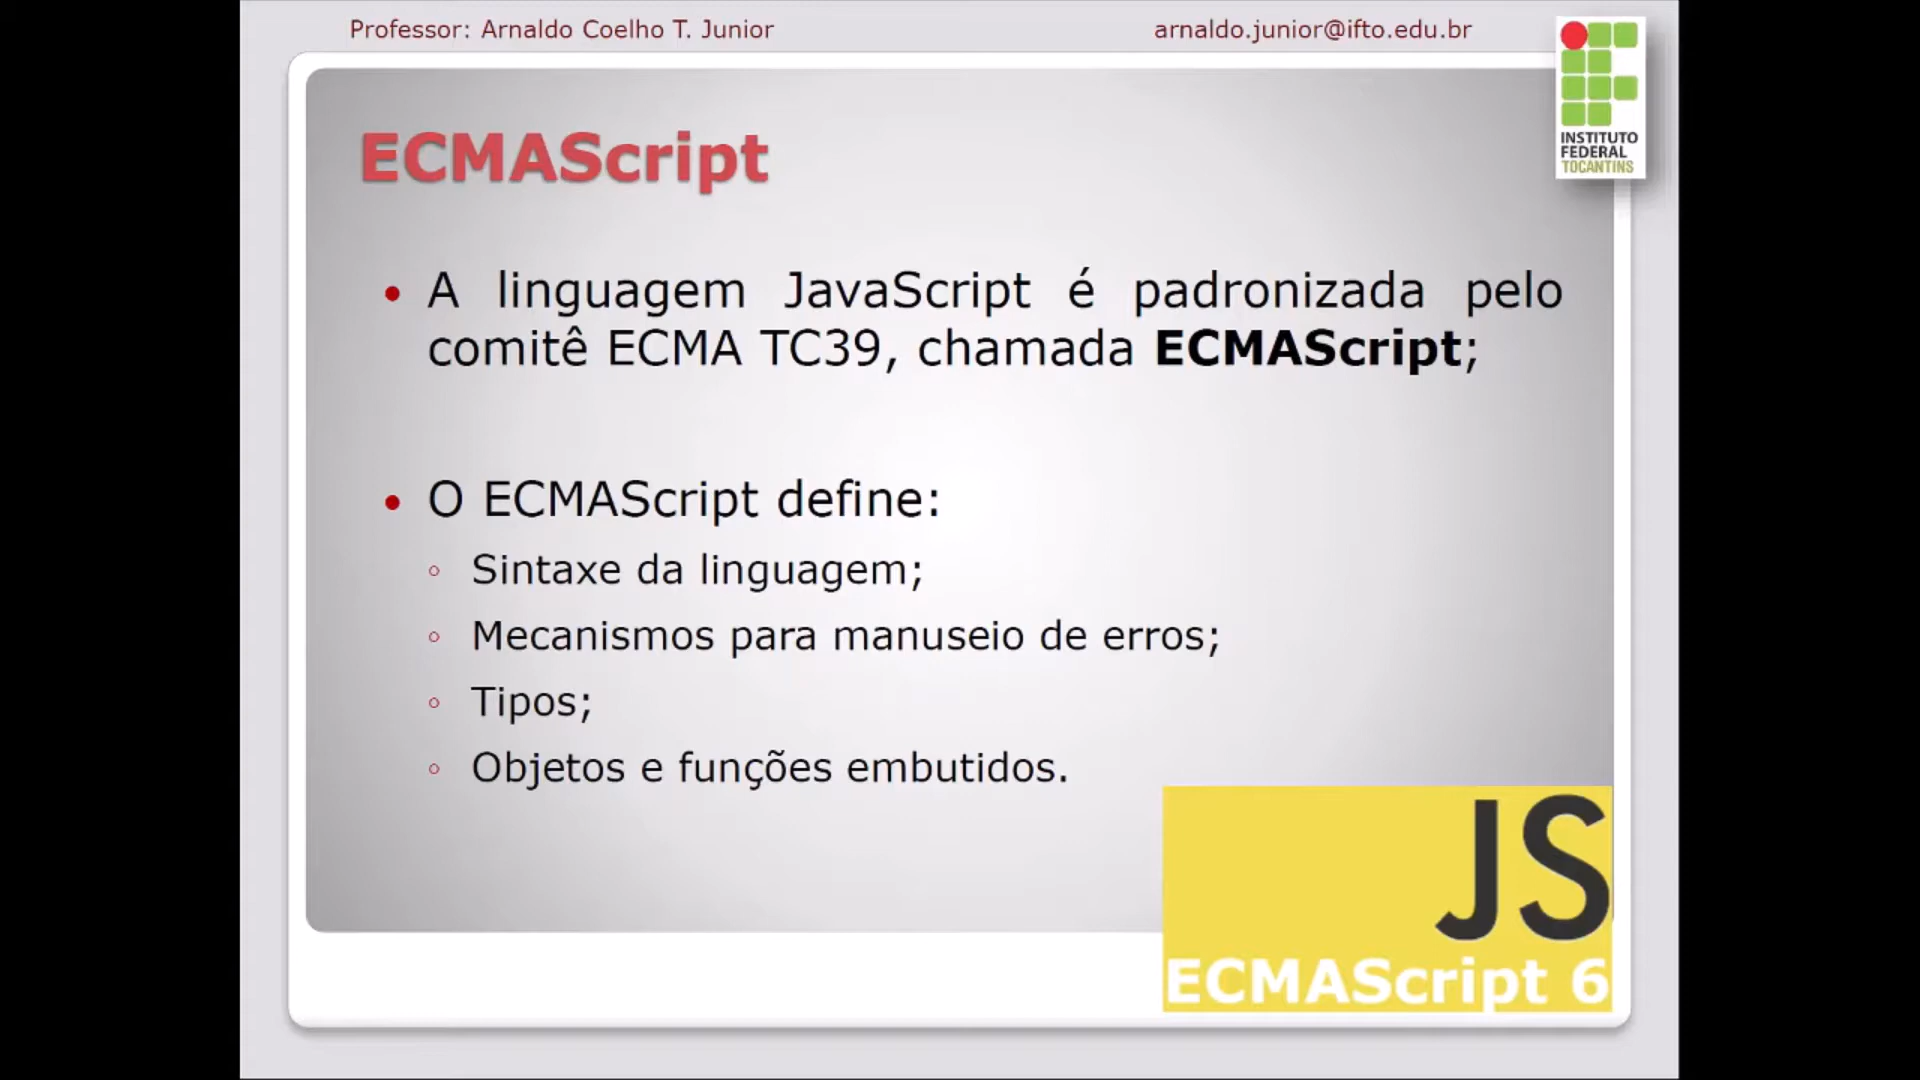 Professor: Arnaldo Coelho T. Junior
arnaldo.junior@ifto.edu.br
INSTITUTO
FEDERAL
TOCANTINS
ECMAScript
• A linguagem JavaScript é padronizada pelo
comitê ECMA TC39, chamada ECMAScript;
• O ECMAScript define:
◦ Sintaxe da linguagem;
◦ Mecanismos para manuseio de erros;
◦ Tipos;
◦ Objetos e funções embutidos.
JS
ECMAScript 6